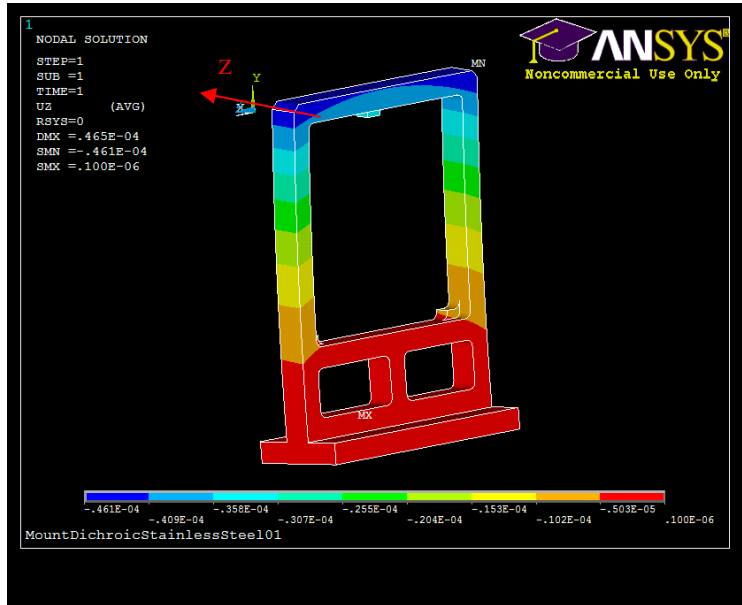 1
NODAL SOLUTION
STEP=1
SUB =1
TIME=1
UZ (AVG)
RSYS=0
DMX =.465E-04
SMN =-.461E-04
SMX =.100E-06
ANSYS
Noncommercial Use Only
Z
Y
X
MN
MX
-.461E-04 -.358E-04 -.255E-04 -.153E-04 -.503E-05
-.409E-04 -.307E-04 -.204E-04 -.102E-04 .100E-06
MountDichroicStainlessSteel01